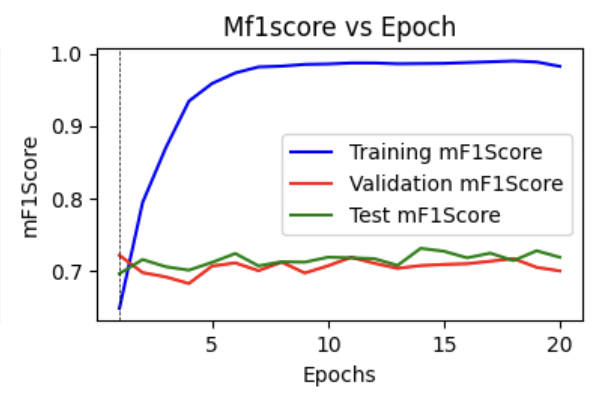 Mf1score vs Epoch
1.0
0.9
0.8
0.7
mF1Score
Training mF1Score
Validation mF1Score
Test mF1Score
5 10 15 20
Epochs